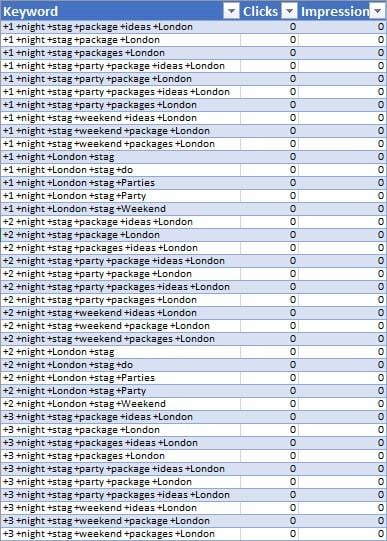 Keyword Clicks Impression
+1 +night +stag +package +ideas +London 0 0
+1 +night +stag +package +London 0 0
+1 +night +stag +packages +London 0 0
+1 +night +stag +party +package +ideas +London 0 0
+1 +night +stag +party +package +London 0 0
+1 +night +stag +party +packages +ideas +London 0 0
+1 +night +stag +party +packages +London 0 0
+1 +night +stag +weekend +ideas +London 0 0
+1 +night +stag +weekend +package +London 0 0
+1 +night +stag +weekend +packages +London 0 0
+1 +night +London +stag 0 0
+1 +night +London +stag +do 0 0
+1 +night +London +stag +Parties 0 0
+1 +night +London +stag +Party 0 0
+1 +night +London +stag +Weekend 0 0
+2 +night +stag +package +ideas +London 0 0
+2 +night +stag +package +London 0 0
+2 +night +stag +packages +ideas +London 0 0
+2 +night +stag +party +package +ideas +London 0 0
+2 +night +stag +party +package +London 0 0
+2 +night +stag +party +packages +ideas +London 0 0
+2 +night +stag +party +packages +London 0 0
+2 +night +stag +weekend +ideas +London 0 0
+2 +night +stag +weekend +package +London 0 0
+2 +night +stag +weekend +packages +London 0 0
+2 +night +London +stag 0 0
+2 +night +London +stag +do 0 0
+2 +night +London +stag +Parties 0 0
+2 +night +London +stag +Party 0 0
+2 +night +London +stag +Weekend 0 0
+3 +night +stag +package +ideas +London 0 0
+3 +night +stag +package +London 0 0
+3 +night +stag +packages +ideas +London 0 0
+3 +night +stag +packages +London 0 0
+3 +night +stag +party +package +ideas +London 0 0
+3 +night +stag +party +package +London 0 0
+3 +night +stag +party +packages +ideas +London 0 0
+3 +night +stag +weekend +ideas +London 0 0
+3 +night +stag +weekend +package +London 0 0
+3 +night +stag +weekend +packages +London 0 0